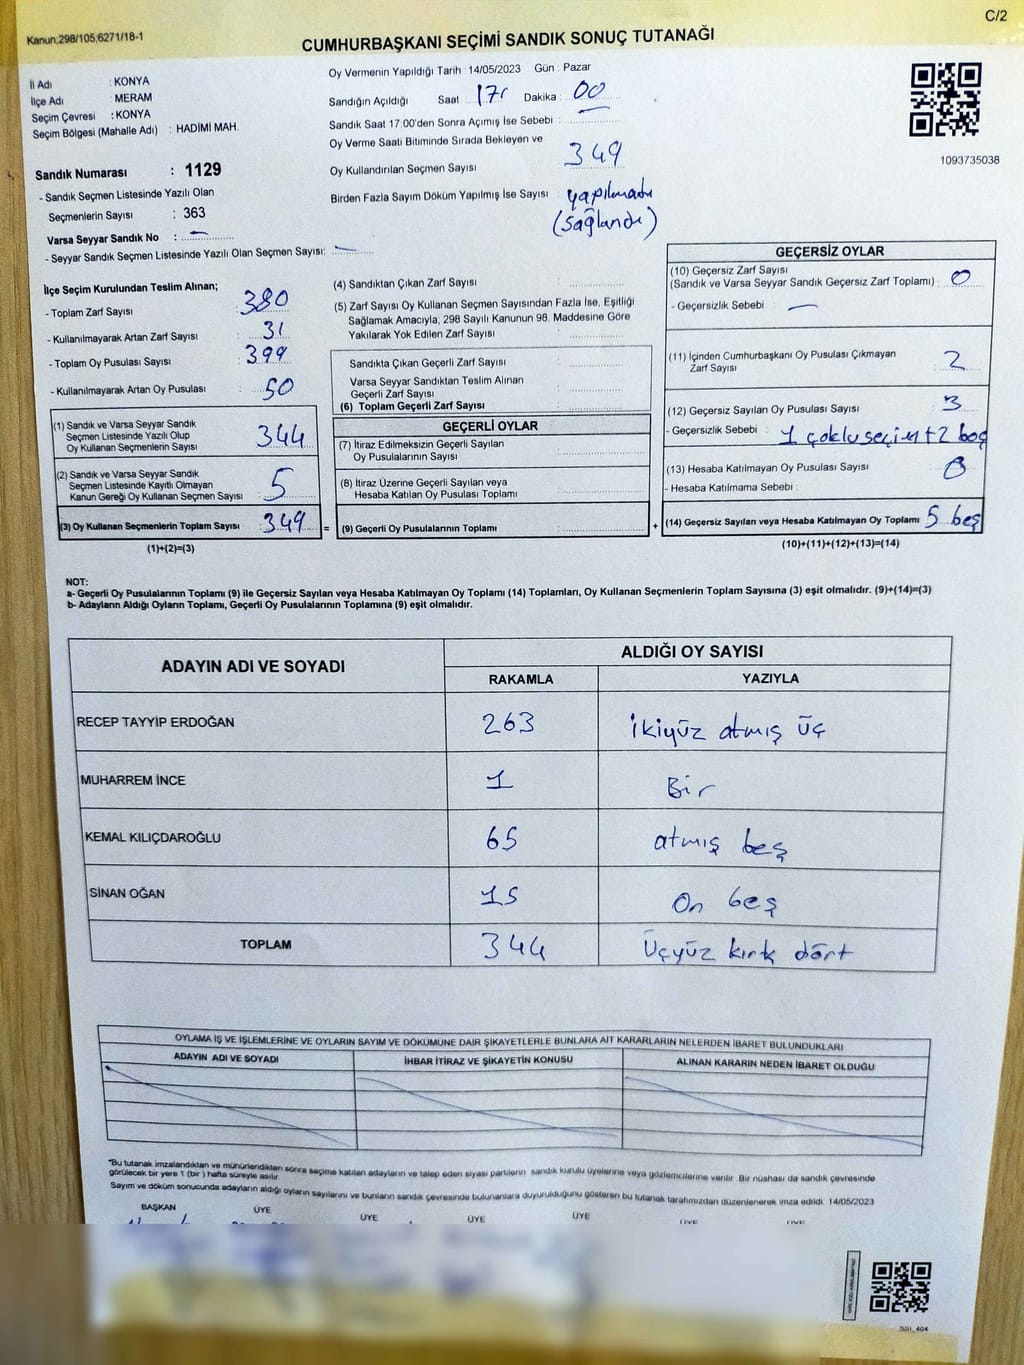 C/2
Kanun;298/105;6271/18-1
CUMHURBAŞKANI SEÇİMİ SANDIK SONUÇ TUTANAĞI
İl Adı : KONYA
İlçe Adı : MERAM
Seçim Çevresi : KONYA
Seçim Bölgesi (Mahalle Adı) : HADİMİ MAH.
Sandık Numarası : 1129
- Sandık Seçmen Listesinde Yazılı Olan
Seçmenlerin Sayısı : 363
Varsa Seyyar Sandık No : —
- Seyyar Sandık Seçmen Listesinde Yazılı Olan Seçmen Sayısı: —
Oy Vermenin Yapıldığı Tarih : 14/05/2023 Gün : Pazar
Sandığın Açıldığı Saat : 17 Dakika : 00
Sandık Saat 17:00'den Sonra Açımış İse Sebebi :
Oy Verme Saati Bitiminde Sırada Bekleyen ve
Oy Kullandırılan Seçmen Sayısı : 349
Birden Fazla Sayım Döküm Yapılmış İse Sayısı : yapılmadı
(sağlandı)
1093735038
İlçe Seçim Kurulundan Teslim Alınan;
- Toplam Zarf Sayısı : 380
- Kullanılmayarak Artan Zarf Sayısı : 31
- Toplam Oy Pusulası Sayısı : 399
- Kullanılmayarak Artan Oy Pusulası : 50
(1) Sandık ve Varsa Seyyar Sandık
Seçmen Listesinde Yazılı Olup
Oy Kullanan Seçmenlerin Sayısı : 344
(2) Sandık ve Varsa Seyyar Sandık
Seçmen Listesinde Kayıtlı Olmayan
Kanun Gereği Oy Kullanan Seçmen Sayısı : 5
(3) Oy Kullanan Seçmenlerin Toplam Sayısı : 349 =
(1)+(2)=(3)
(4) Sandıktan Çıkan Zarf Sayısı :
(5) Zarf Sayısı Oy Kullanan Seçmen Sayısından Fazla İse, Eşitliği
Sağlamak Amacıyla, 298 Sayılı Kanunun 98. Maddesine Göre
Yakılarak Yok Edilen Zarf Sayısı :
Sandıkta Çıkan Geçerli Zarf Sayısı :
Varsa Seyyar Sandıktan Teslim Alınan
Geçerli Zarf Sayısı :
(6) Toplam Geçerli Zarf Sayısı :
GEÇERLİ OYLAR
(7) İtiraz Edilmeksizin Geçerli Sayılan
Oy Pusulalarının Sayısı :
(8) İtiraz Üzerine Geçerli Sayılan veya
Hesaba Katılan Oy Pusulası Toplamı :
(9) Geçerli Oy Pusulalarının Toplamı : +
GEÇERSİZ OYLAR
(10) Geçersiz Zarf Sayısı
(Sandık ve Varsa Seyyar Sandık Geçersiz Zarf Toplamı) : 0
- Geçersizlik Sebebi : —
(11) İçinden Cumhurbaşkanı Oy Pusulası Çıkmayan
Zarf Sayısı : 2
(12) Geçersiz Sayılan Oy Pusulası Sayısı : 3
- Geçersizlik Sebebi : 1 çoklu seçim+2 boş
(13) Hesaba Katılmayan Oy Pusulası Sayısı : 0
- Hesaba Katılmama Sebebi :
(14) Geçersiz Sayılan veya Hesaba Katılmayan Oy Toplamı : 5 beş
(10)+(11)+(12)+(13)=(14)
NOT:
a- Geçerli Oy Pusulalarının Toplamı (9) ile Geçersiz Sayılan veya Hesaba Katılmayan Oy Toplamı (14) Toplamları, Oy Kullanan Seçmenlerin Toplam Sayısına (3) eşit olmalıdır. (9)+(14)=(3)
b- Adayların Aldığı Oyların Toplamı, Geçerli Oy Pusulalarının Toplamına (9) eşit olmalıdır.
ADAYIN ADI VE SOYADI ALDIĞI OY SAYISI
RAKAMLA YAZIYLA
RECEP TAYYİP ERDOĞAN 263 İkiyüz atmış üç
MUHARREM İNCE 1 Bir
KEMAL KILIÇDAROĞLU 65 atmış beş
SİNAN OĞAN 15 On beş
TOPLAM 344 Üçyüz kırk dört
OYLAMA İŞ VE İŞLEMLERİNE VE OYLARIN SAYIM VE DÖKÜMÜNE DAİR ŞİKAYETLERLE BUNLARA AİT KARARLARIN NELERDEN İBARET BULUNDUKLARI
ADAYIN ADI VE SOYADI İHBAR İTİRAZ VE ŞİKAYETİN KONUSU ALINAN KARARIN NEDEN İBARET OLDUĞU
*Bu tutanak imzalandıktan ve mühürlendikten sonra seçime katılan adayların ve talep eden siyasi partilerin sandık kurulu üyelerine veya gözlemcilerine verilir. Bir nüshası da sandık çevresinde
görülecek bir yere 1 (bir) hafta süreyle asılır.
Sayım ve döküm sonucunda adayların aldığı oyların sayılarını ve bunların sandık çevresinde bulunanlara duyurulduğunu gösteren bu tutanak tarafımızdan düzenlenerek imza edildi. 14/05/2023
BAŞKAN ÜYE ÜYE ÜYE ÜYE ÜYE ÜYE
SSI_404